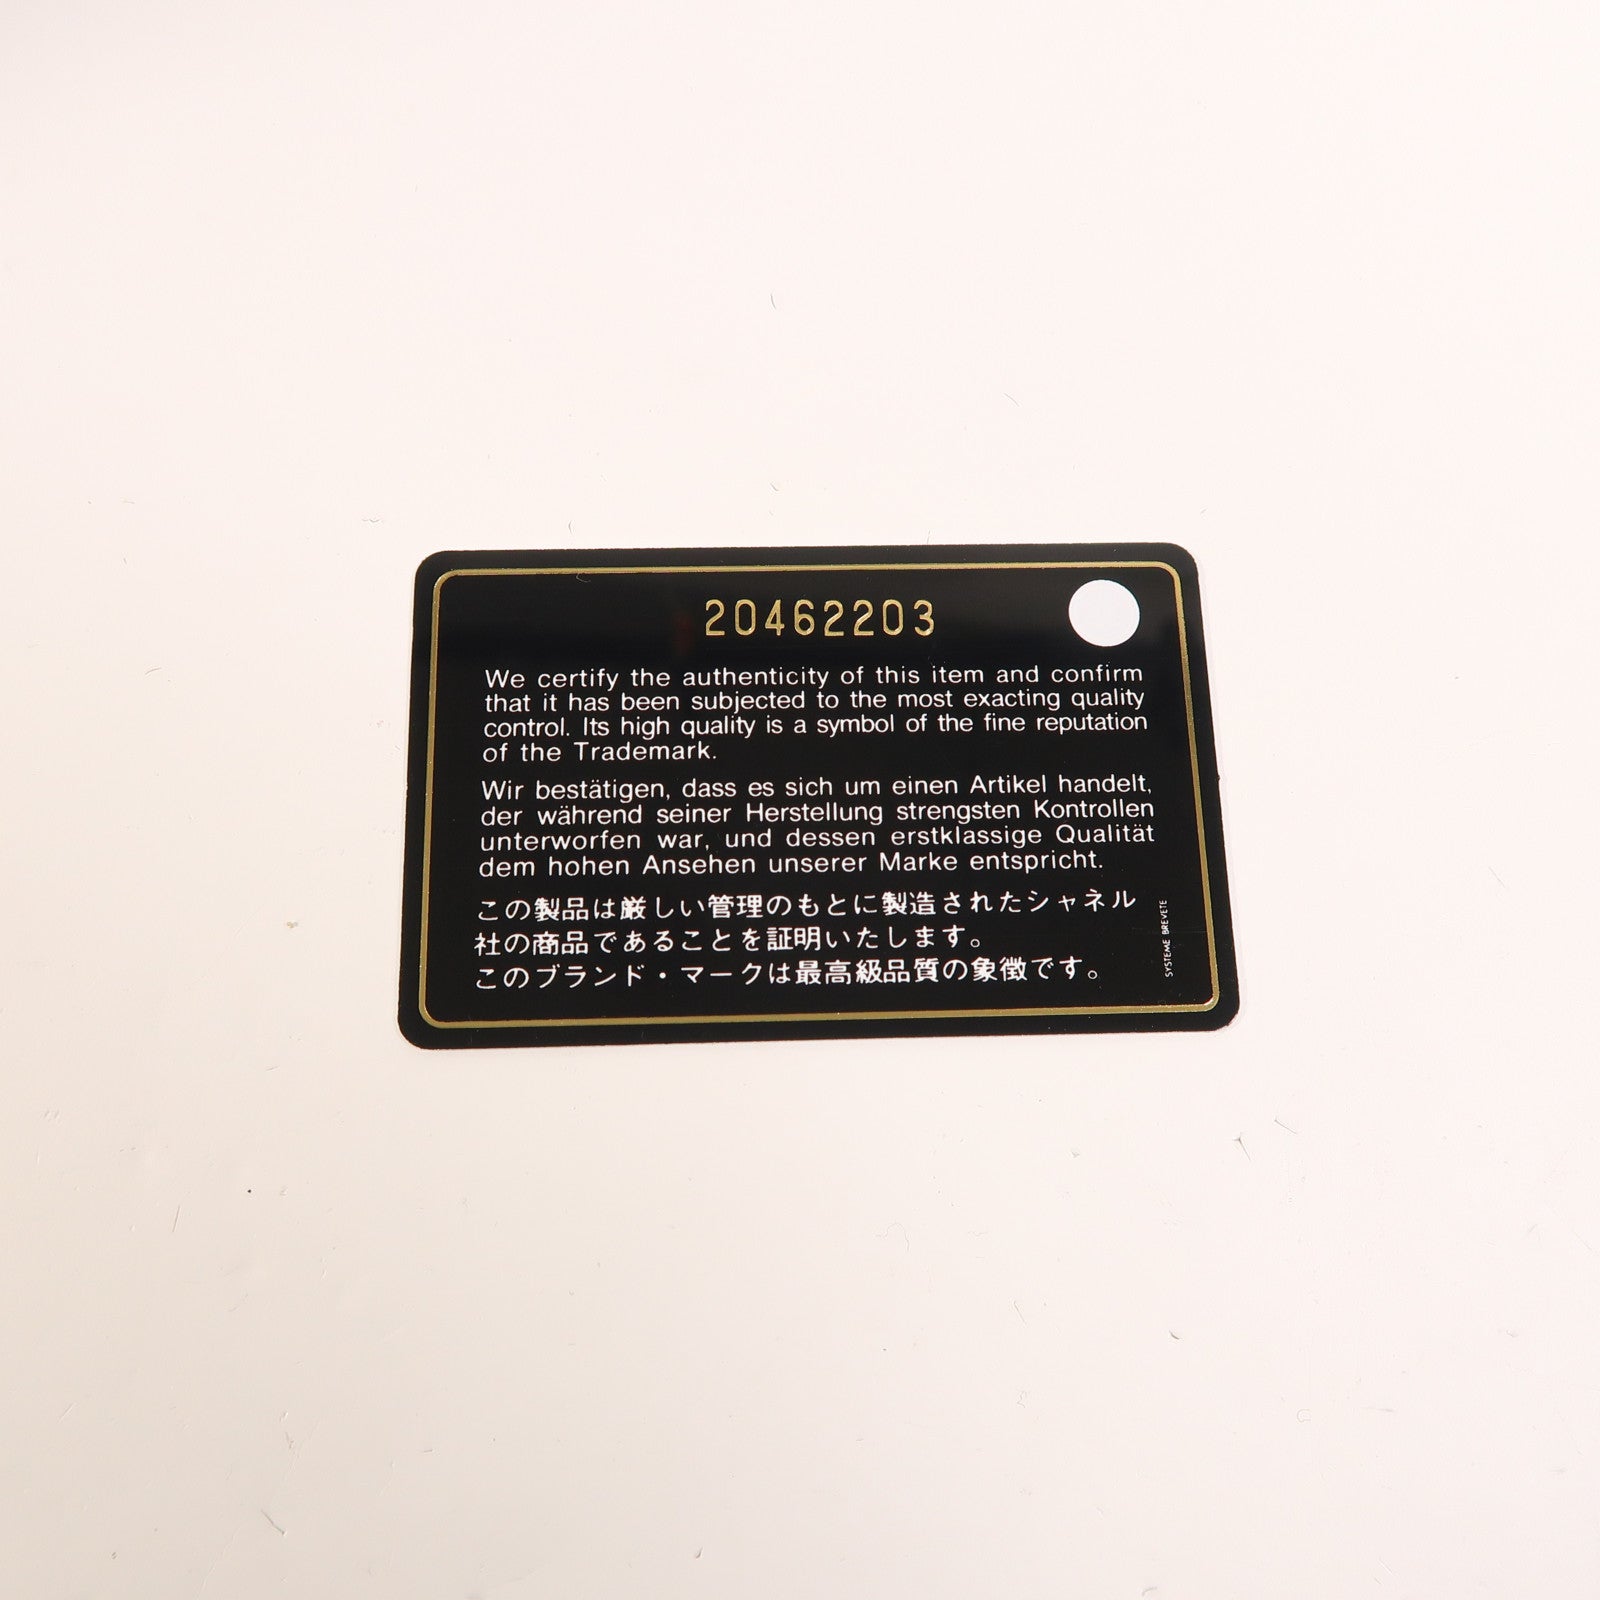 20462203
We certify the authenticity of this item and confirm
that it has been subjected to the most exacting quality
control. Its high quality is a symbol of the fine reputation
of the Trademark.
Wir bestätigen, dass es sich um einen Artikel handelt,
der während seiner Herstellung strengsten Kontrollen
unterworfen war, und dessen erstklassige Qualität
dem hohen Ansehen unserer Marke entspricht.
この製品は厳しい管理のもとに製造されたシャネル
社の商品であることを証明いたします。
このブランド・マークは最高級品質の象徴です。
SYSTEME BREVETE